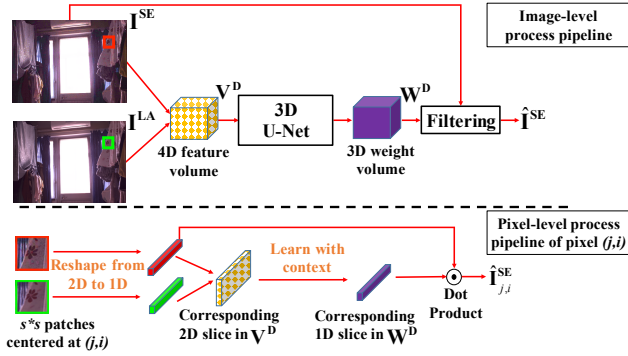 I^SE
Image-level
process pipeline
I^LA
V^D
3D
U-Net
W^D
Filtering
Î^SE
4D feature
volume
3D weight
volume
Pixel-level process
pipeline of pixel (j,i)
Reshape from
2D to 1D
Learn with
context
Î^SE_j,i
Dot
Product
s*s patches
centered at (j,i)
Corresponding
2D slice in V^D
Corresponding
1D slice in W^D